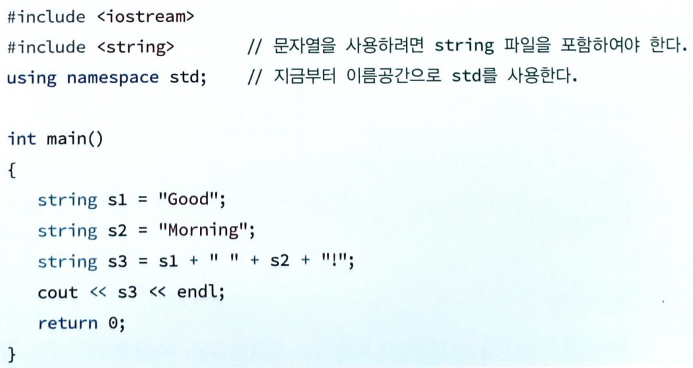 #include <iostream>
#include <string>        // 문자열을 사용하려면 string 파일을 포함하여야 한다.
using namespace std;    // 지금부터 이름공간으로 std를 사용한다.
int main()
{
    string s1 = "Good";
    string s2 = "Morning";
    string s3 = s1 + " " + s2 + "!";
    cout << s3 << endl;
    return 0;
}